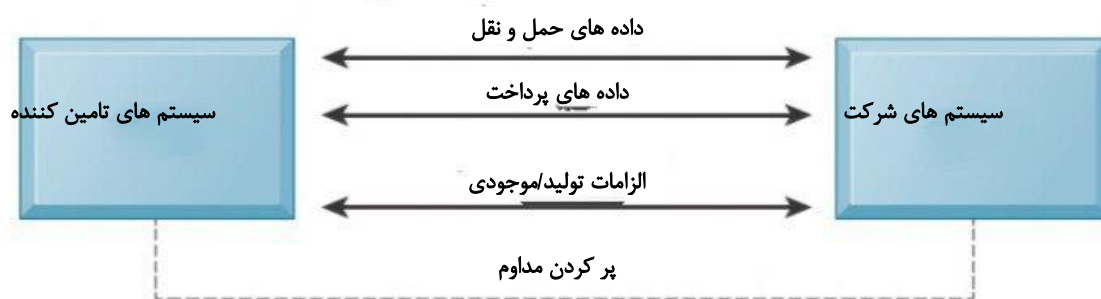 داده های حمل و نقل
داده های پرداخت
سیستم های شرکت
سیستم های تامین کننده
الزامات تولید/موجودی
پر کردن مداوم